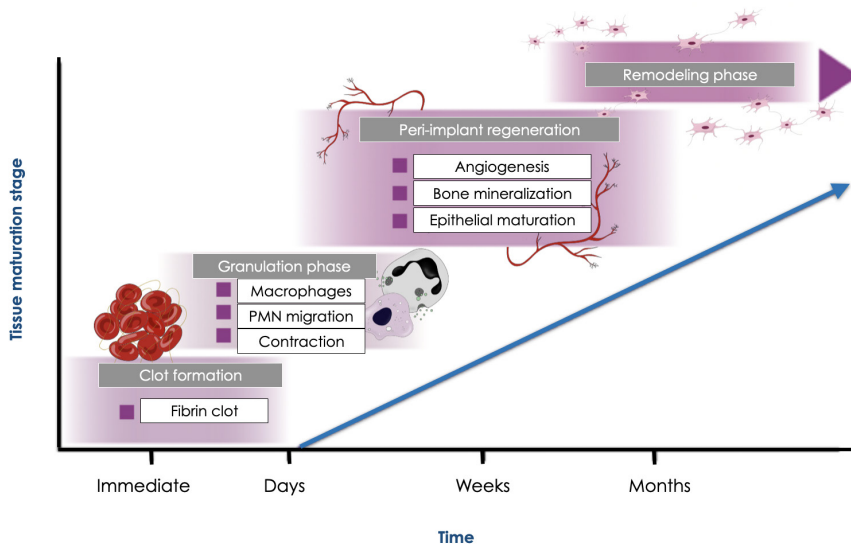 Remodeling phase
Peri-implant regeneration
Angiogenesis
Bone mineralization
Epithelial maturation
Granulation phase
Macrophages
PMN migration
Contraction
Clot formation
Fibrin clot
Tissue maturation stage
Immediate
Days
Weeks
Months
Time